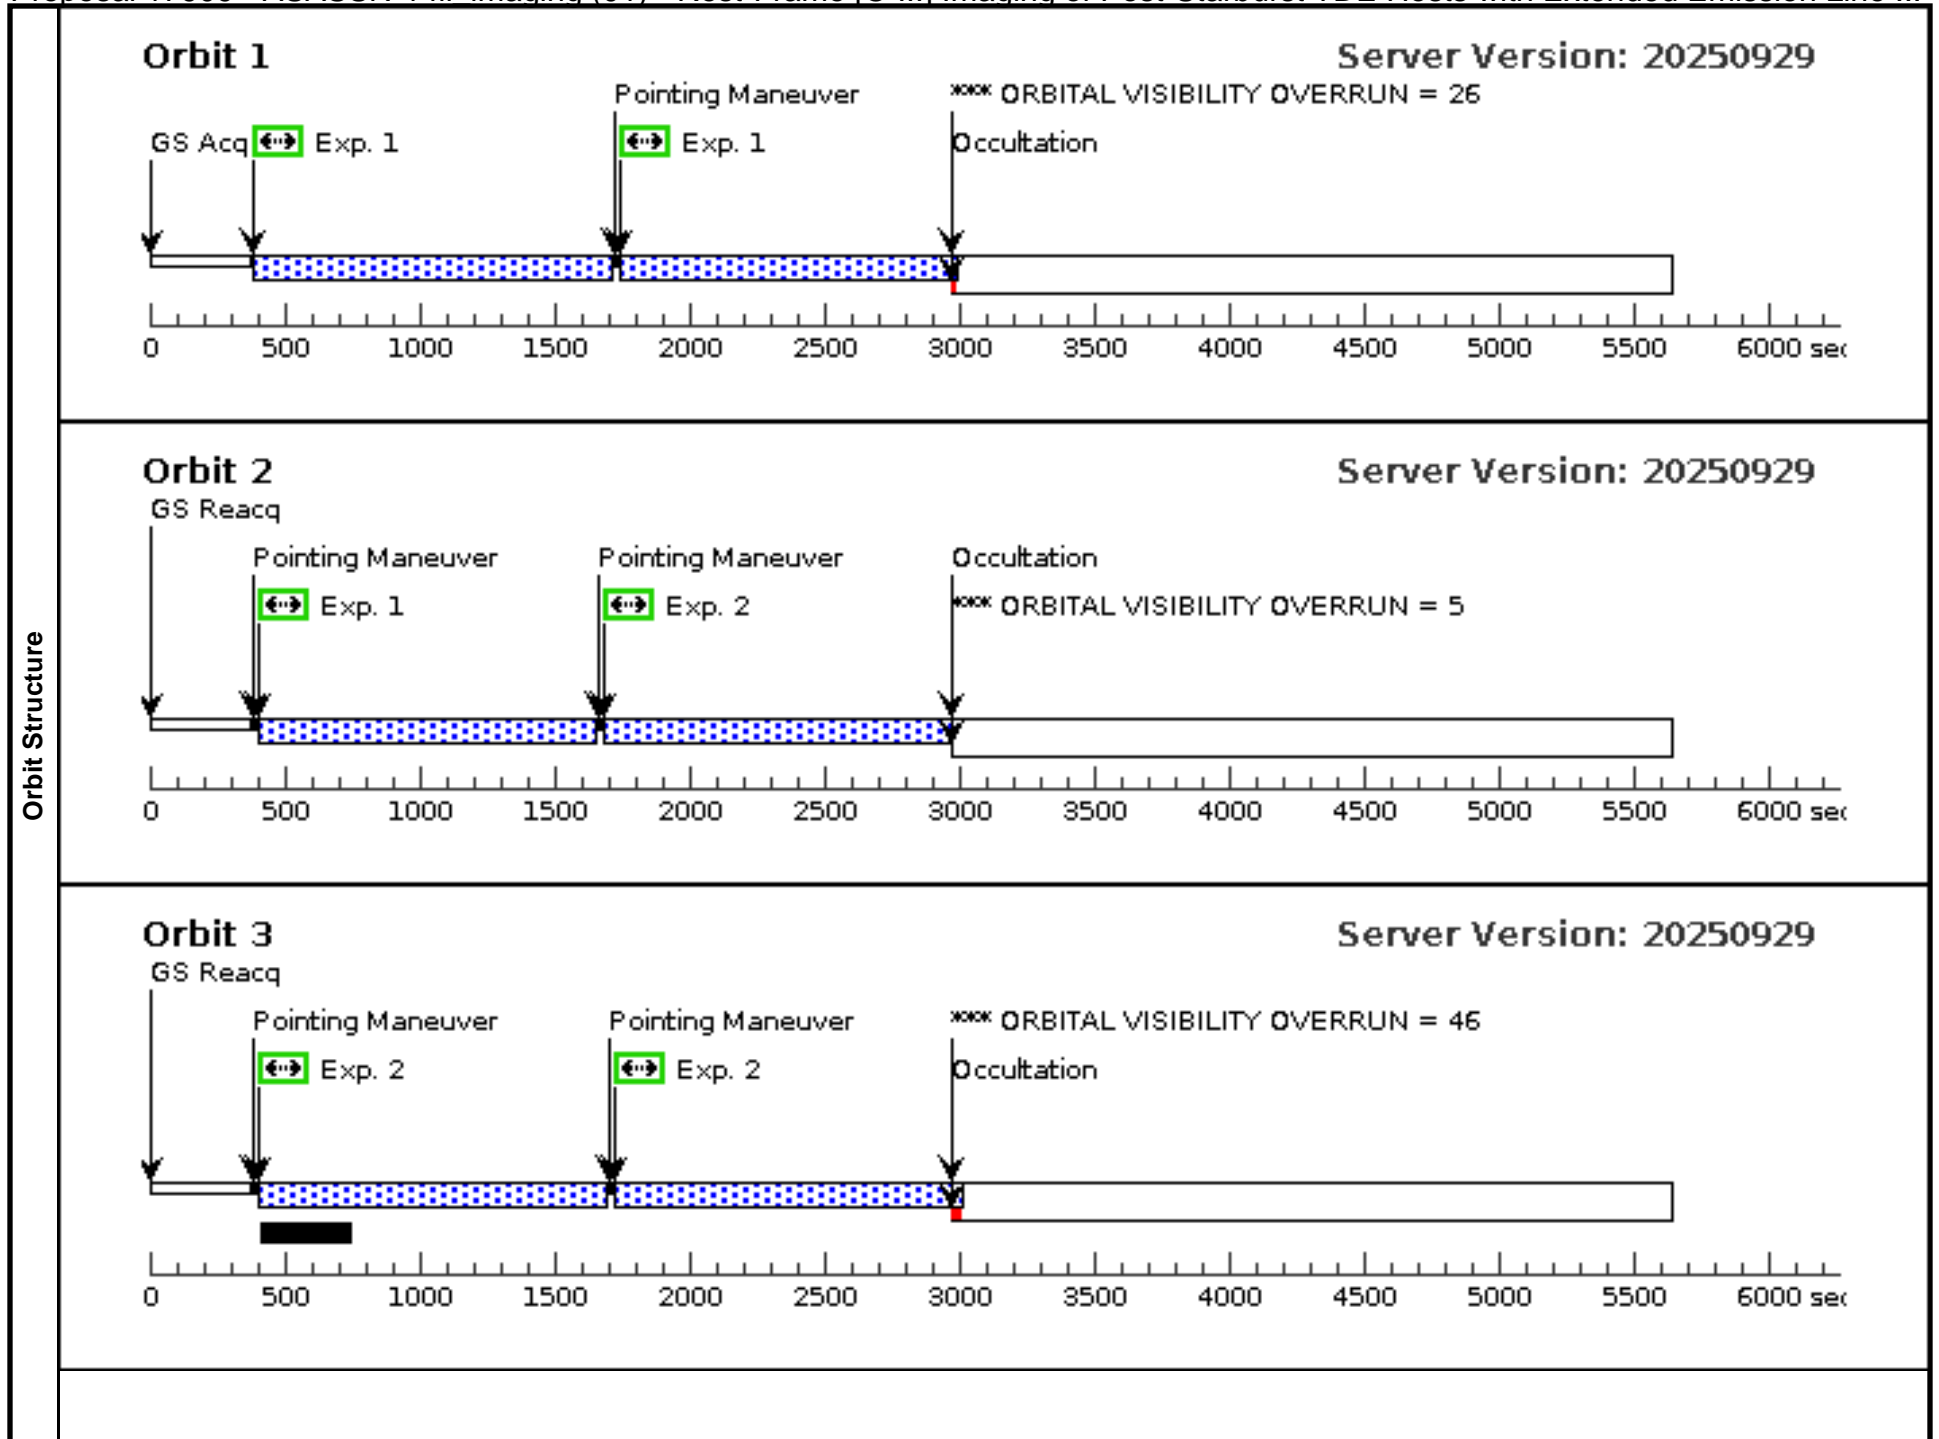 Orbit Structure
Orbit 1 Server Version: 20250929
Pointing Maneuver *** ORBITAL VISIBILITY OVERRUN = 26
GS Acq Exp. 1 Exp. 1 Occultation
0 500 1000 1500 2000 2500 3000 3500 4000 4500 5000 5500 6000 sec
Orbit 2 Server Version: 20250929
GS Reacq
Pointing Maneuver Pointing Maneuver Occultation
Exp. 1 Exp. 2 *** ORBITAL VISIBILITY OVERRUN = 5
0 500 1000 1500 2000 2500 3000 3500 4000 4500 5000 5500 6000 sec
Orbit 3 Server Version: 20250929
GS Reacq
Pointing Maneuver Pointing Maneuver *** ORBITAL VISIBILITY OVERRUN = 46
Exp. 2 Exp. 2 Occultation
0 500 1000 1500 2000 2500 3000 3500 4000 4500 5000 5500 6000 sec